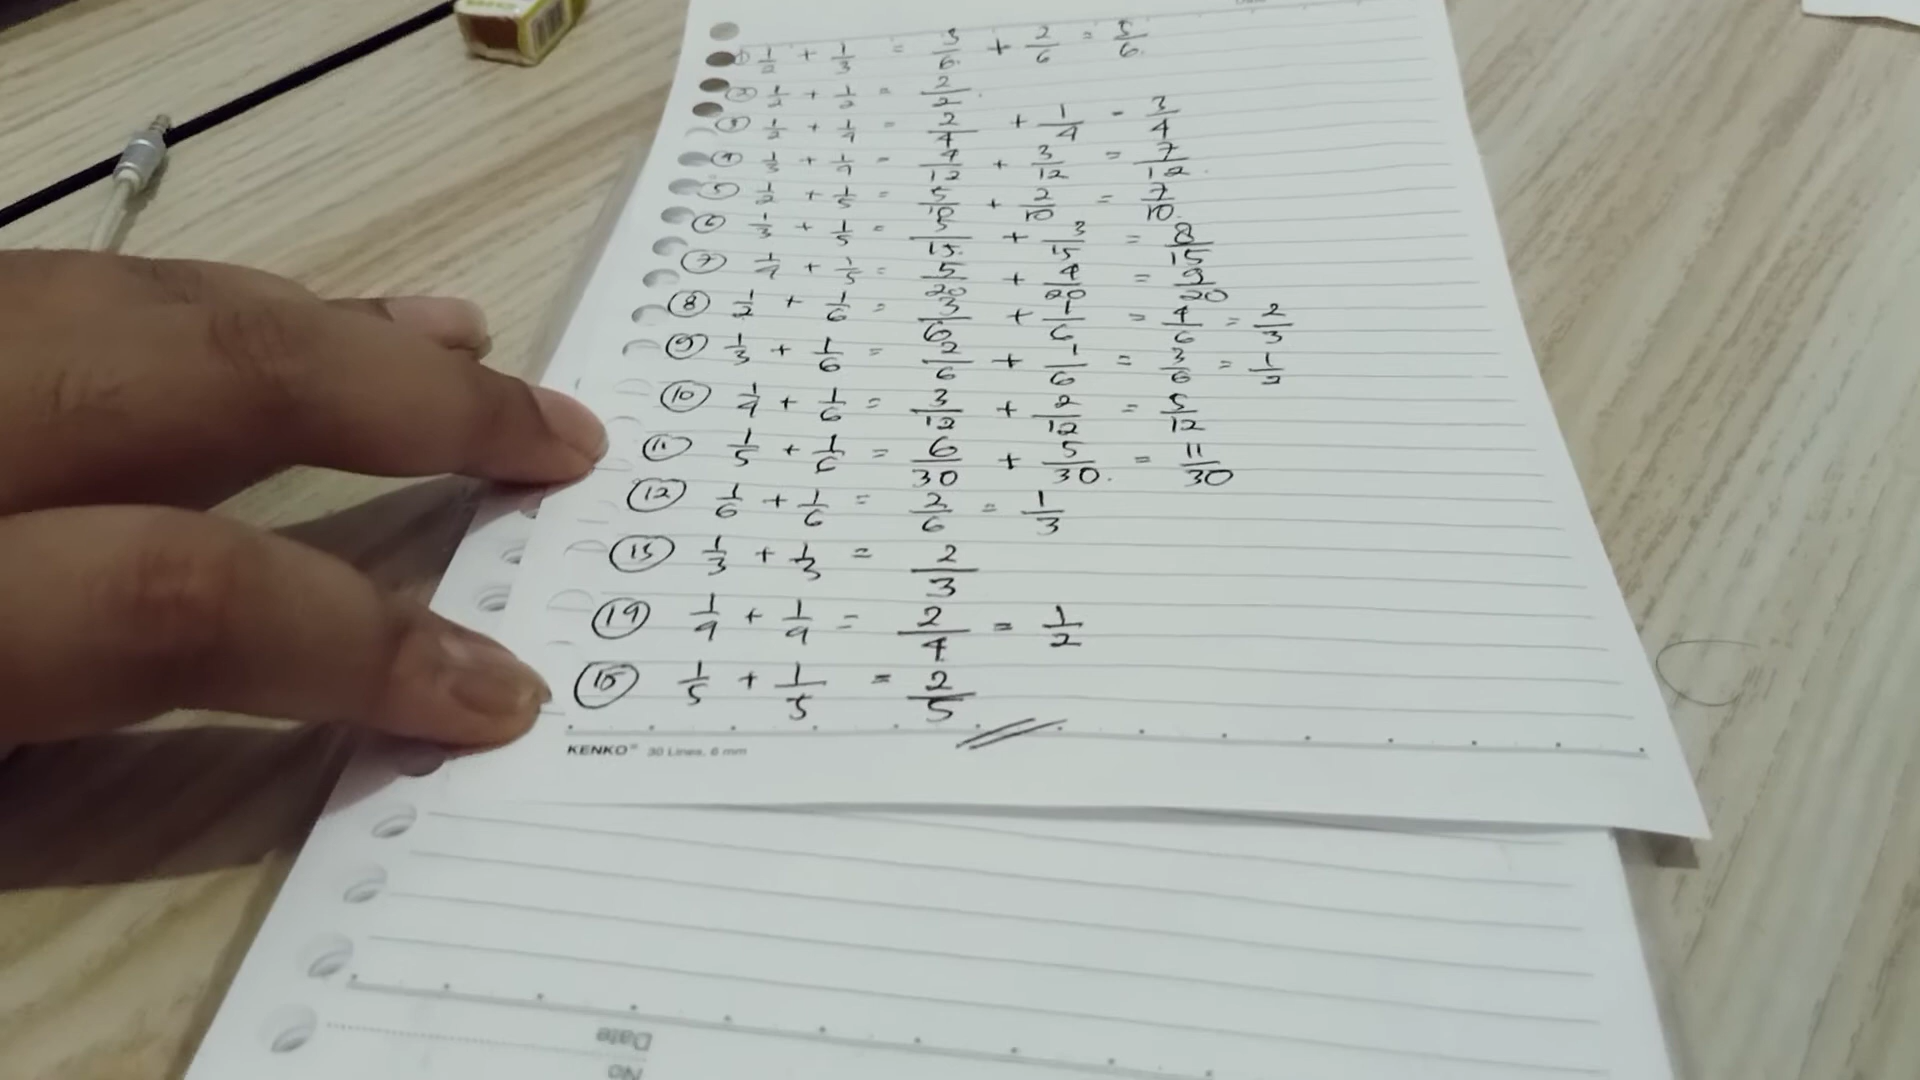 ① 1/2 + 1/3 = 3/6 + 2/6 = 5/6
② 1/2 + 1/2 = 2/2
③ 1/2 + 1/4 = 2/4 + 1/4 = 3/4
④ 1/3 + 1/4 = 4/12 + 3/12 = 7/12
⑤ 1/2 + 1/5 = 5/10 + 2/10 = 7/10
⑥ 1/3 + 1/5 = 5/15 + 3/15 = 8/15
⑦ 1/4 + 1/5 = 5/20 + 4/20 = 9/20
⑧ 1/2 + 1/6 = 3/6 + 1/6 = 4/6 = 2/3
⑨ 1/3 + 1/6 = 2/6 + 1/6 = 3/6 = 1/2
⑩ 1/4 + 1/6 = 3/12 + 2/12 = 5/12
⑪ 1/5 + 1/6 = 6/30 + 5/30 = 11/30
⑫ 1/6 + 1/6 = 2/6 = 1/3
⑬ 1/3 + 1/3 = 2/3
⑭ 1/4 + 1/4 = 2/4 = 1/2
⑮ 1/5 + 1/5 = 2/5
KENKO® 30 Lines, 6 mm
Date
No